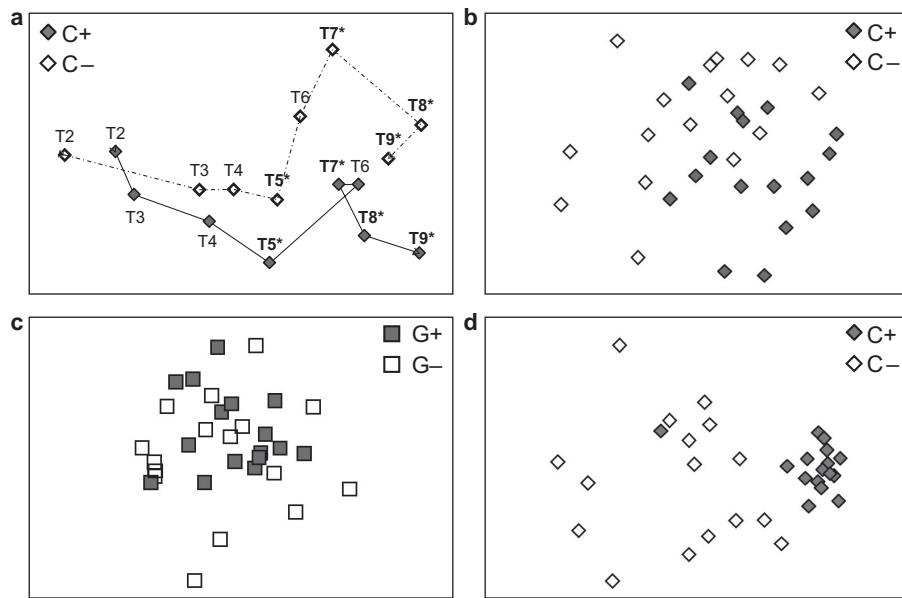 a
C+
C–
T7*
T6
T8*
T2
T2
T9*
T3
T4
T5*
T7*
T6
T3
T4
T8*
T5*
T9*
b
C+
C–
c
G+
G–
d
C+
C–